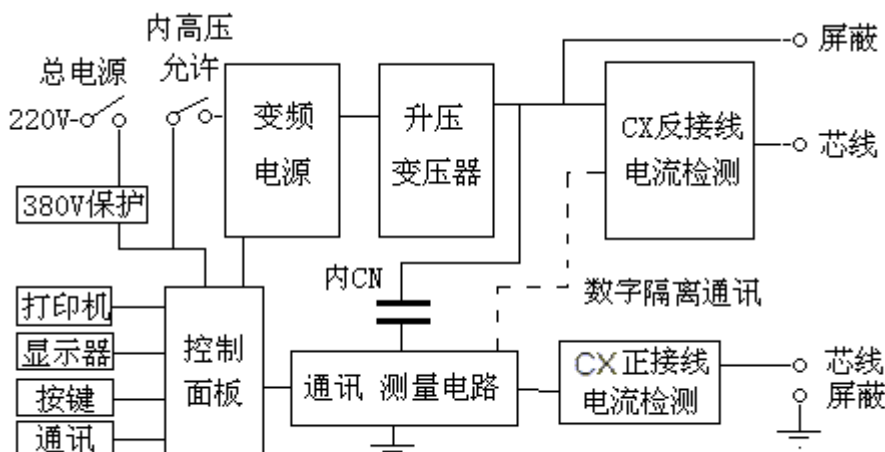 内高压
屏蔽
总电源
允许
220V
变频
电源
升压
变压器
CX反接线
电流检测
芯线
380V保护
内CN
数字隔离通讯
打印机
显示器
按键
通讯
控制
面板
通讯 测量电路
CX正接线
电流检测
芯线
屏蔽